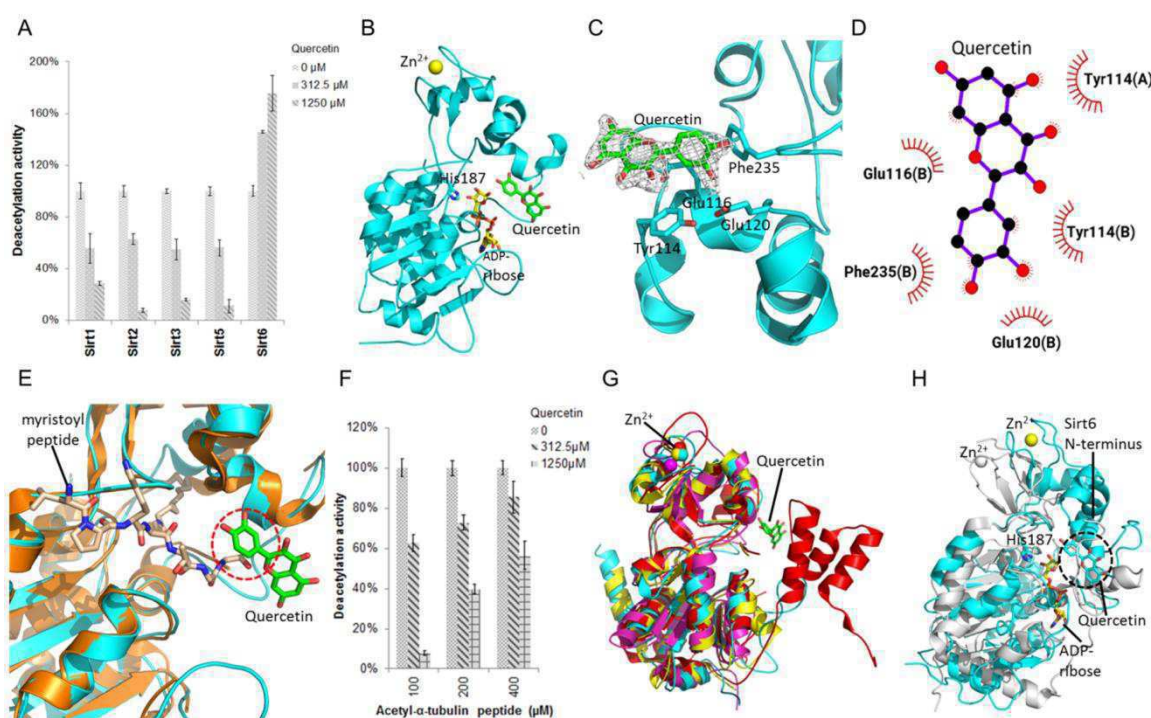 A
Quercetin
0 µM
312.5 µM
1250 µM
Deacetylation activity
200%
160%
120%
80%
40%
0%
Sirt1
Sirt2
Sirt3
Sirt5
Sirt6
B
Zn2+
His187
Quercetin
ADP-
ribose
C
Quercetin
Phe235
Glu116
Glu120
Tyr114
D
Quercetin
Tyr114(A)
Glu116(B)
Tyr114(B)
Phe235(B)
Glu120(B)
E
myristoyl
peptide
Quercetin
F
Quercetin
0
312.5µM
1250µM
Deacetylation activity
120%
100%
80%
60%
40%
20%
0%
100
200
400
Acetyl-α-tubulin peptide (µM)
G
Zn2+
Quercetin
H
Zn2+
Sirt6
N-terminus
Zn2+
His187
Quercetin
ADP-
ribose